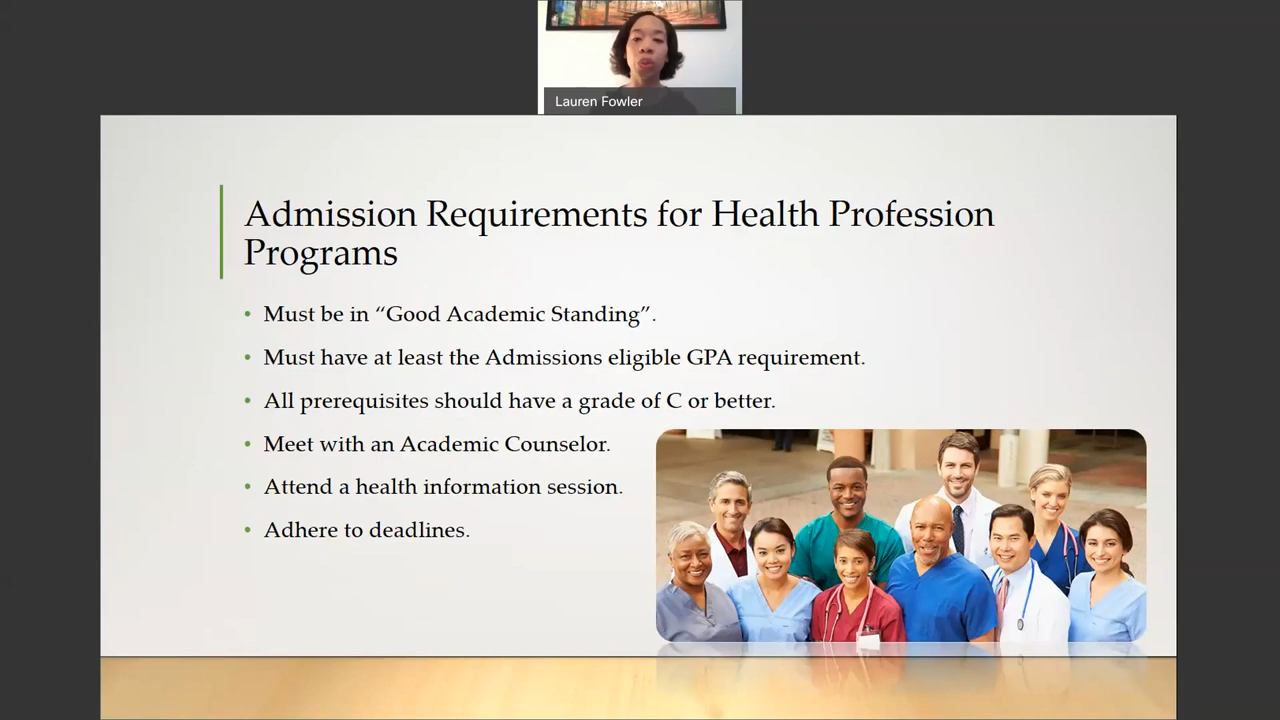 Lauren Fowler
Admission Requirements for Health Profession
Programs
• Must be in “Good Academic Standing”.
• Must have at least the Admissions eligible GPA requirement.
• All prerequisites should have a grade of C or better.
• Meet with an Academic Counselor.
• Attend a health information session.
• Adhere to deadlines.